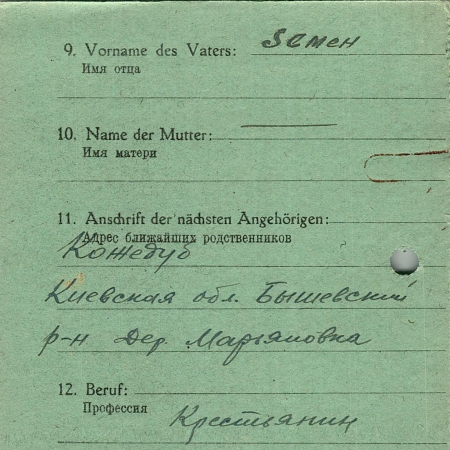 9. Vorname des Vaters: Земен
Имя отца
10. Name der Mutter:
Имя матери
11. Anschrift der nächsten Angehörigen:
Адрес ближайших родственников
Кожедуб
Киевская обл. Бышевский
р-н дер. Марьяновка
12. Beruf:
Профессия
Крестьянин